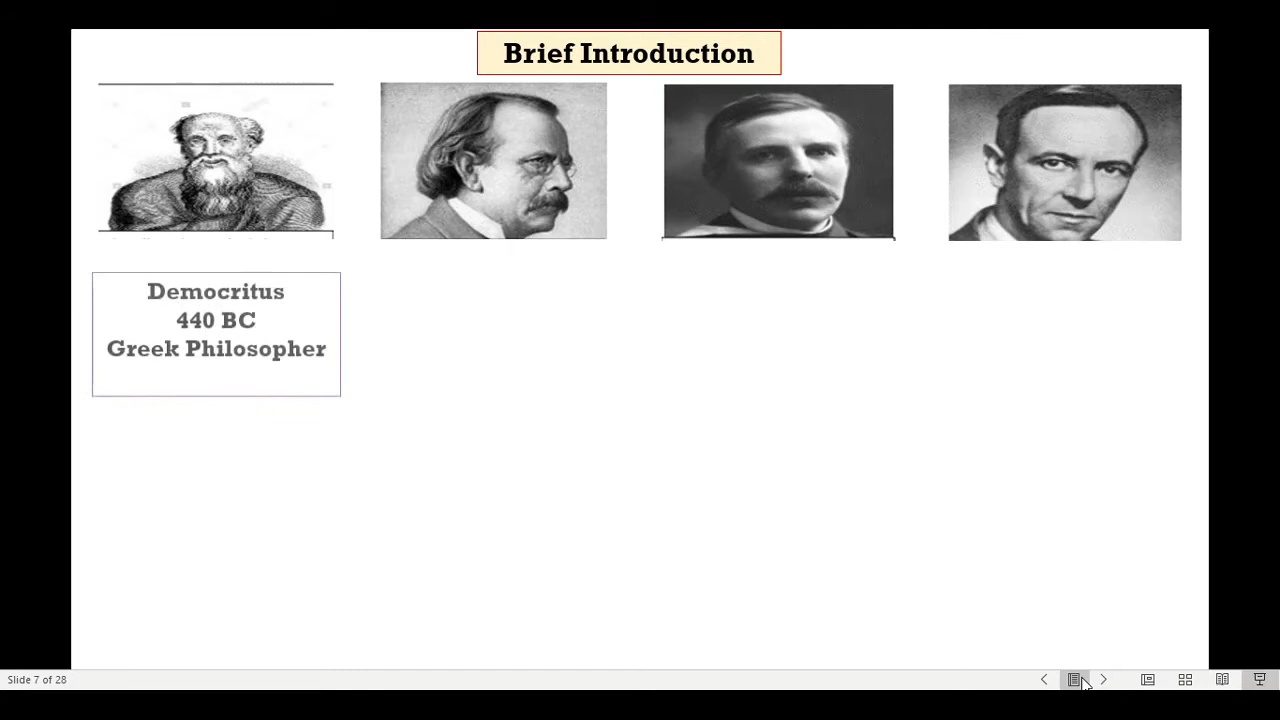 Brief Introduction
Democritus
440 BC
Greek Philosopher
Slide 7 of 28